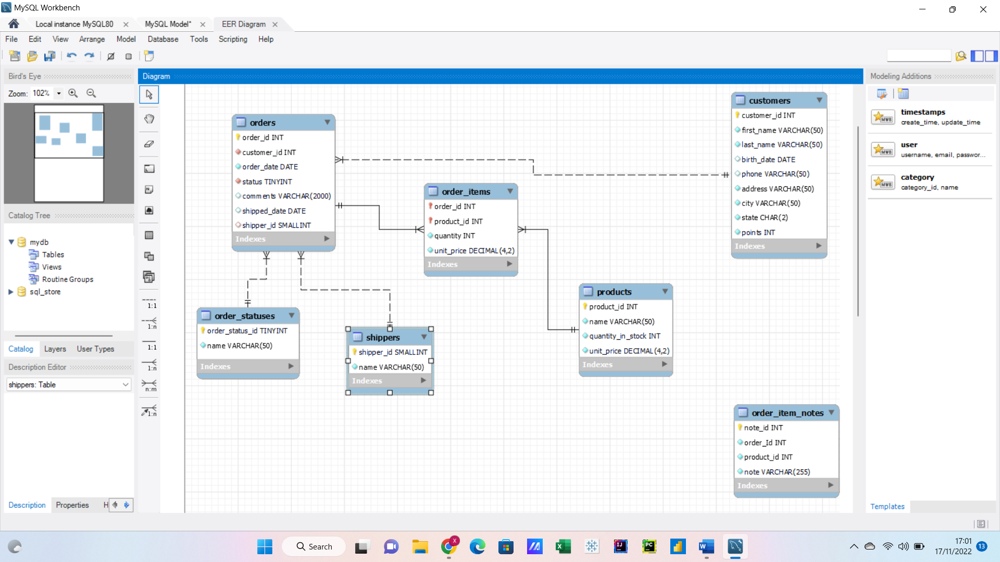 MySQL Workbench
Local instance MySQL80
MySQL Model*
EER Diagram
File Edit View Arrange Model Database Tools Scripting Help
Bird's Eye
Zoom: 102%
Catalog Tree
mydb
Tables
Views
Routine Groups
sql_store
Catalog Layers User Types
Description Editor
shippers: Table
Description Properties H
Diagram
1:1
1:n
1:1
1:n
n:m
1:n
orders
order_id INT
customer_id INT
order_date DATE
status TINYINT
comments VARCHAR(2000)
shipped_date DATE
shipper_id SMALLINT
Indexes
order_items
order_id INT
product_id INT
quantity INT
unit_price DECIMAL(4,2)
Indexes
customers
customer_id INT
first_name VARCHAR(50)
last_name VARCHAR(50)
birth_date DATE
phone VARCHAR(50)
address VARCHAR(50)
city VARCHAR(50)
state CHAR(2)
points INT
Indexes
order_statuses
order_status_id TINYINT
name VARCHAR(50)
Indexes
shippers
shipper_id SMALLINT
name VARCHAR(50)
Indexes
products
product_id INT
name VARCHAR(50)
quantity_in_stock INT
unit_price DECIMAL(4,2)
Indexes
order_item_notes
note_id INT
order_Id INT
product_id INT
note VARCHAR(255)
Indexes
Modeling Additions
MWB
timestamps
create_time, update_time
MWB
user
username, email, passwor...
MWB
category
category_id, name
Templates
Search
X
IJ
PC
W
17:01
17/11/2022
13